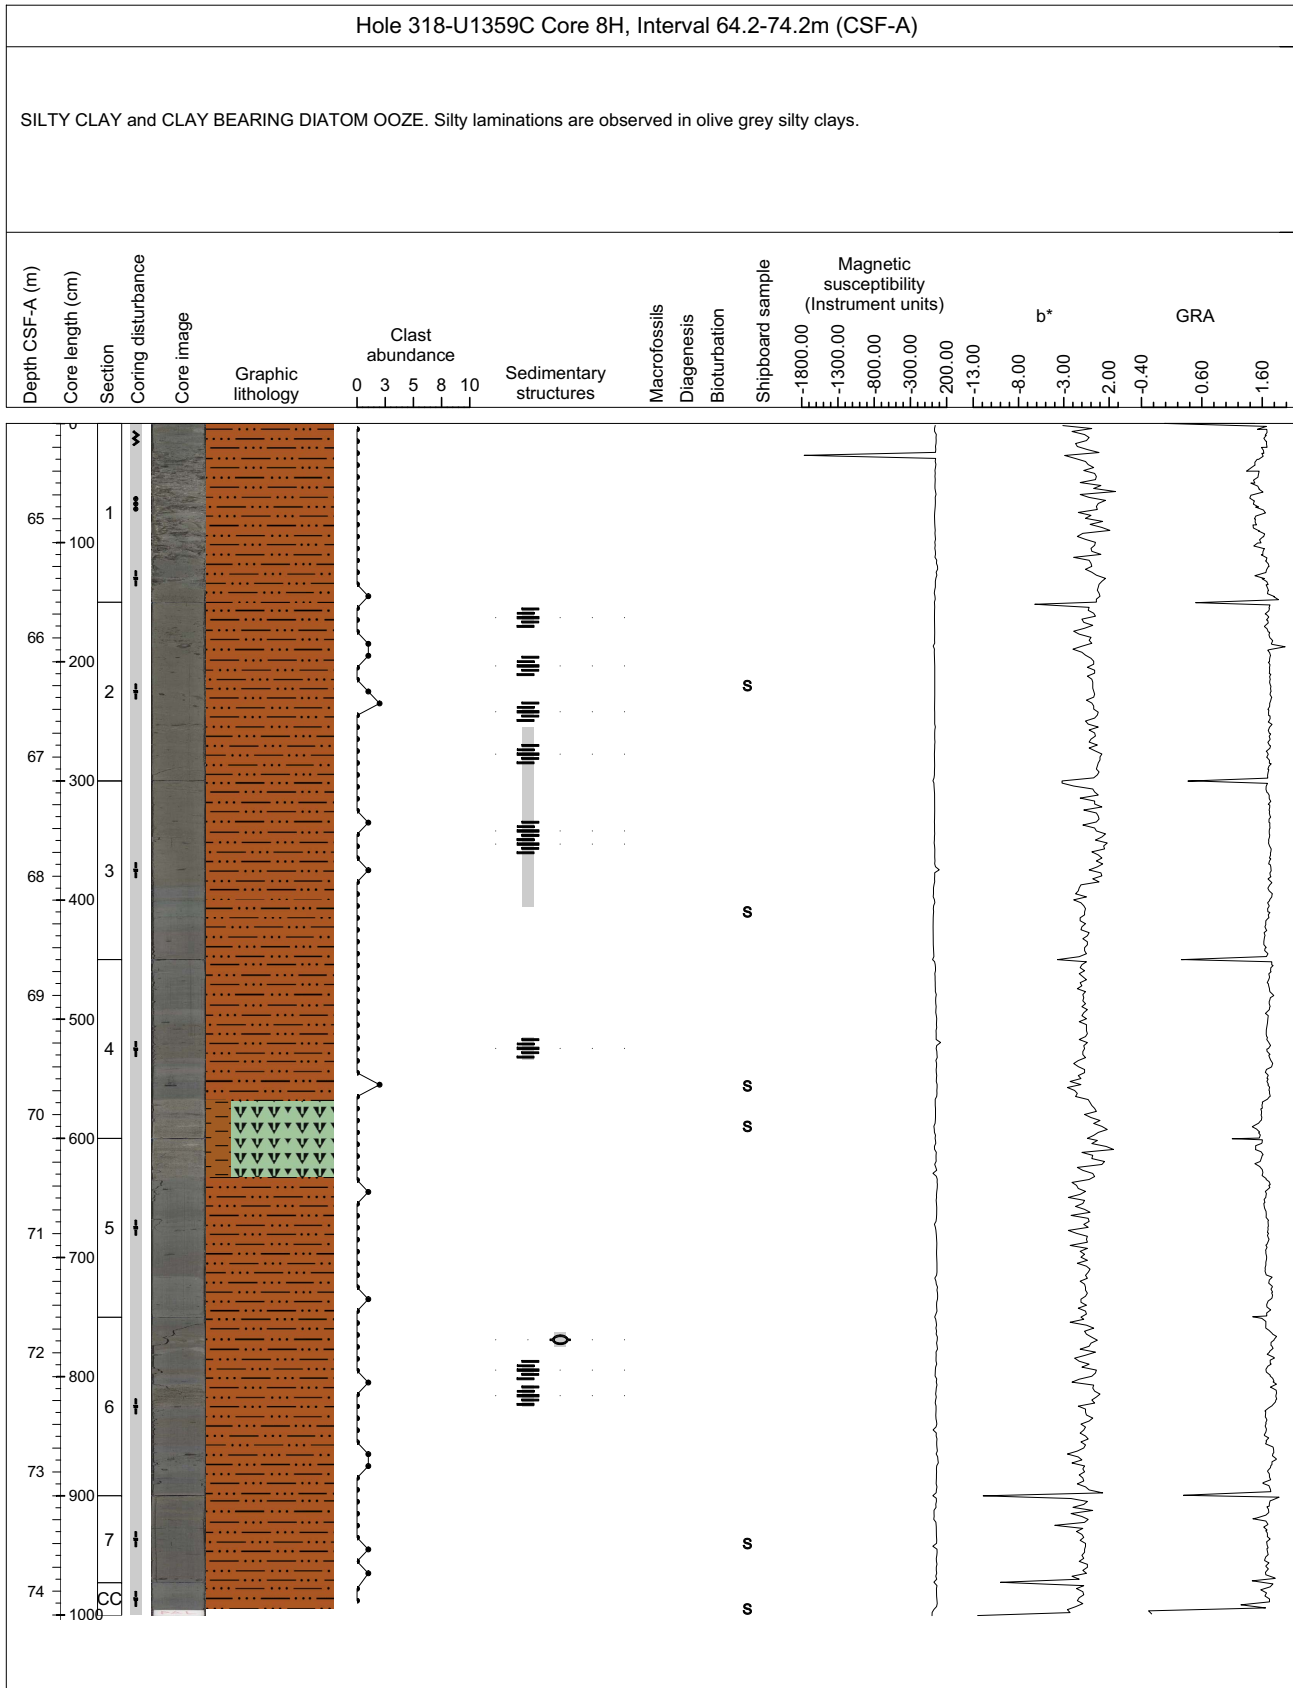 Hole 318-U1359C Core 8H, Interval 64.2-74.2m (CSF-A)
SILTY CLAY and CLAY BEARING DIATOM OOZE. Silty laminations are observed in olive grey silty clays.
Depth CSF-A (m)
Core length (cm)
Section
Coring disturbance
Core image
Graphic
lithology
Clast
abundance
0 3 5 8 10
Sedimentary
structures
Macrofossils
Diagenesis
Bioturbation
Shipboard sample
Magnetic
susceptibility
(Instrument units)
-1800.00
-1300.00
-800.00
-300.00
200.00
b*
-13.00
-8.00
-3.00
2.00
GRA
-0.40
0.60
1.60
0
65
1
100
66
200
2
S
67
300
3
68
400
S
69
500
4
S
70
S
600
5
71
700
72
800
6
73
900
7
S
74
CC
S
1000